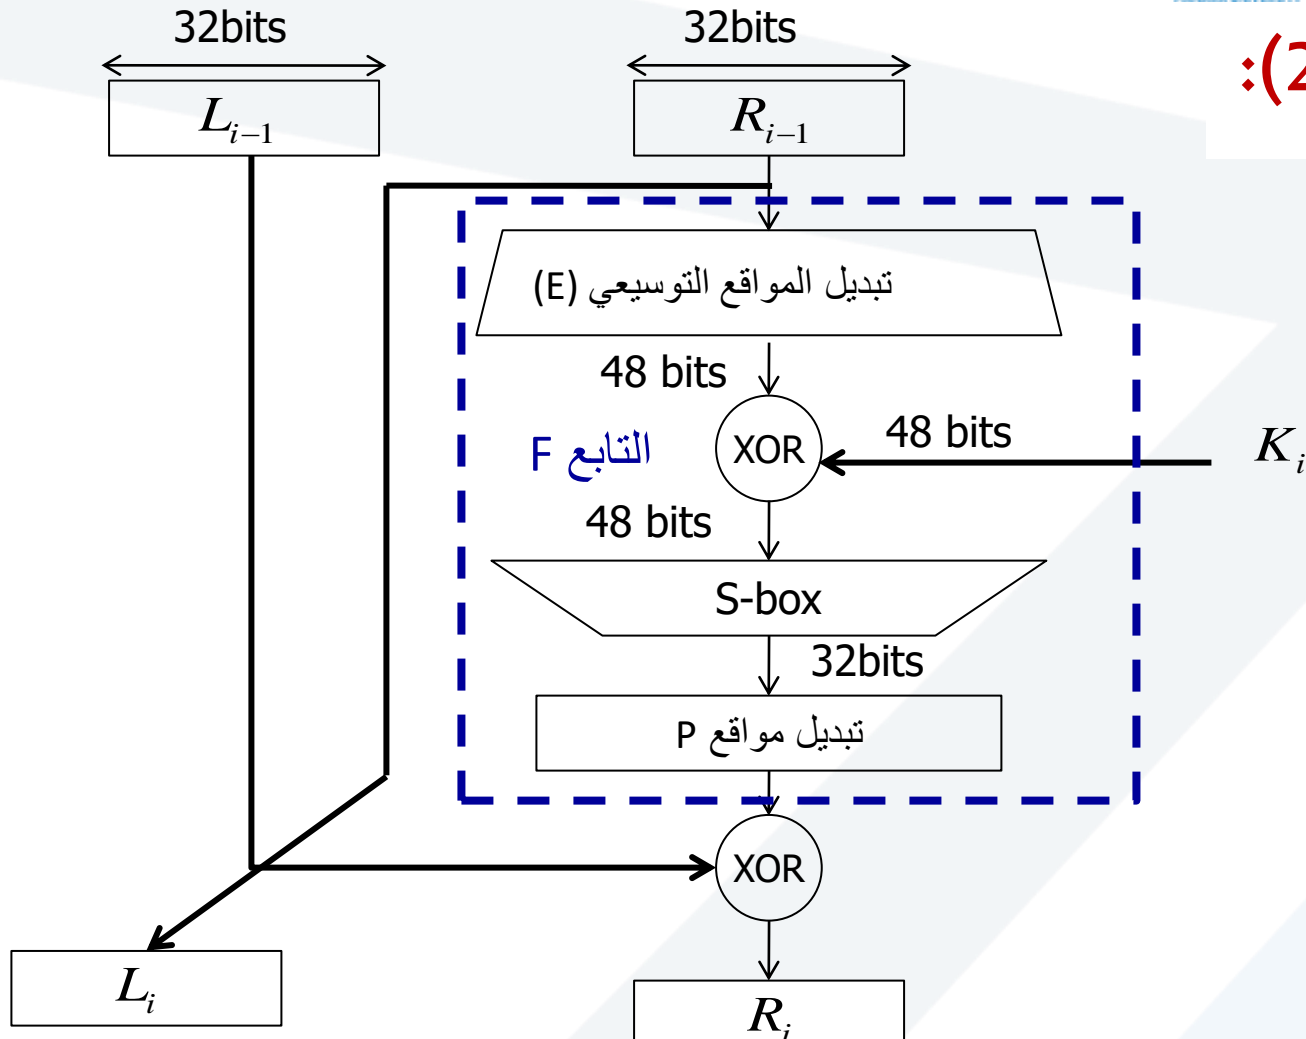 32bits
32bits
:(2
L_{i-1}
R_{i-1}
تبديل المواقع التوسيعي (E)
48 bits
التابع F
XOR
48 bits
K_i
48 bits
S-box
32bits
تبديل مواقع P
XOR
L_i
R_i